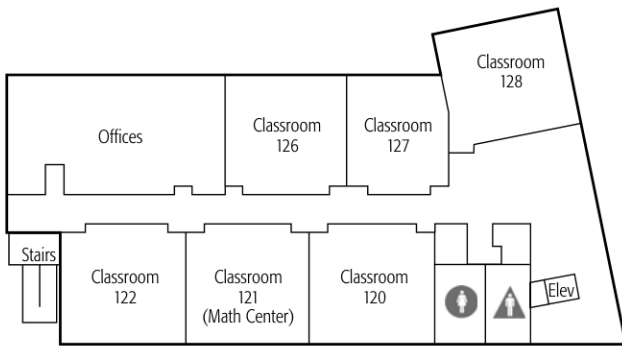 Classroom
128
Offices
Classroom
126
Classroom
127
Stairs
Classroom
122
Classroom
121
(Math Center)
Classroom
120
Elev